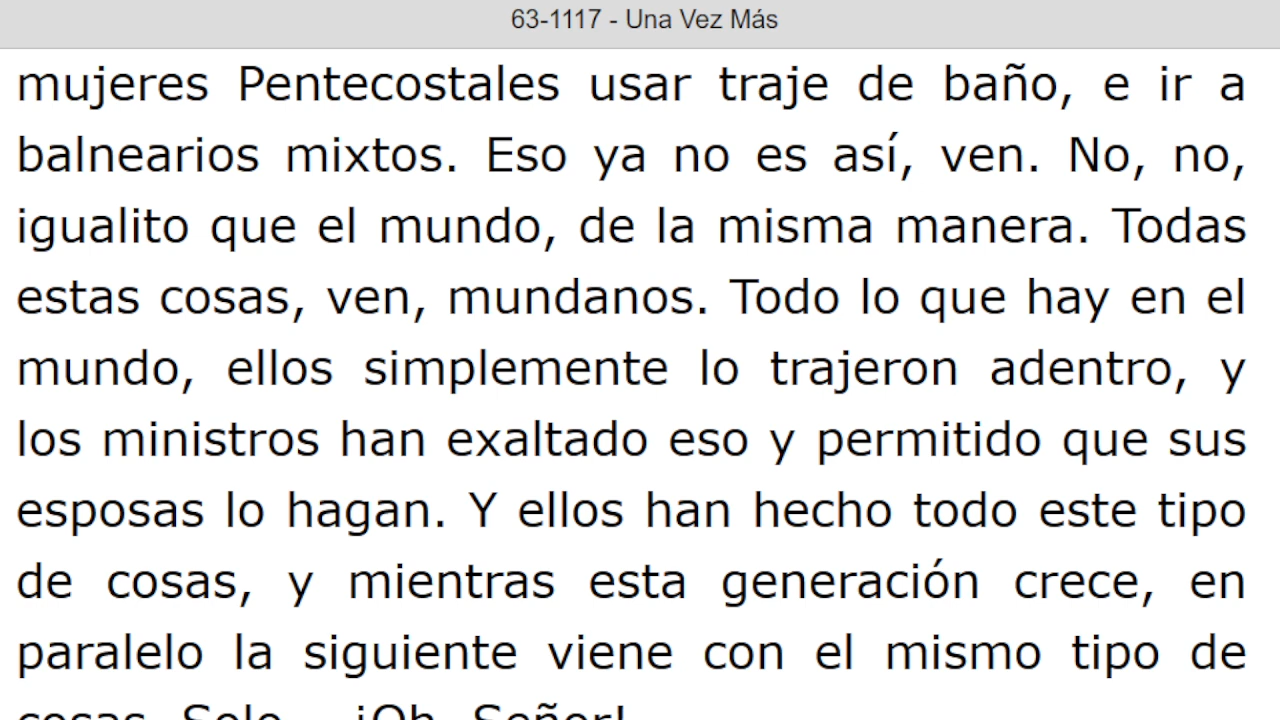 63-1117 - Una Vez Más
mujeres Pentecostales usar traje de baño, e ir a
balnearios mixtos. Eso ya no es así, ven. No, no,
igualito que el mundo, de la misma manera. Todas
estas cosas, ven, mundanos. Todo lo que hay en el
mundo, ellos simplemente lo trajeron adentro, y
los ministros han exaltado eso y permitido que sus
esposas lo hagan. Y ellos han hecho todo este tipo
de cosas, y mientras esta generación crece, en
paralelo la siguiente viene con el mismo tipo de
cosas. Solo... ¡Oh, Señor!